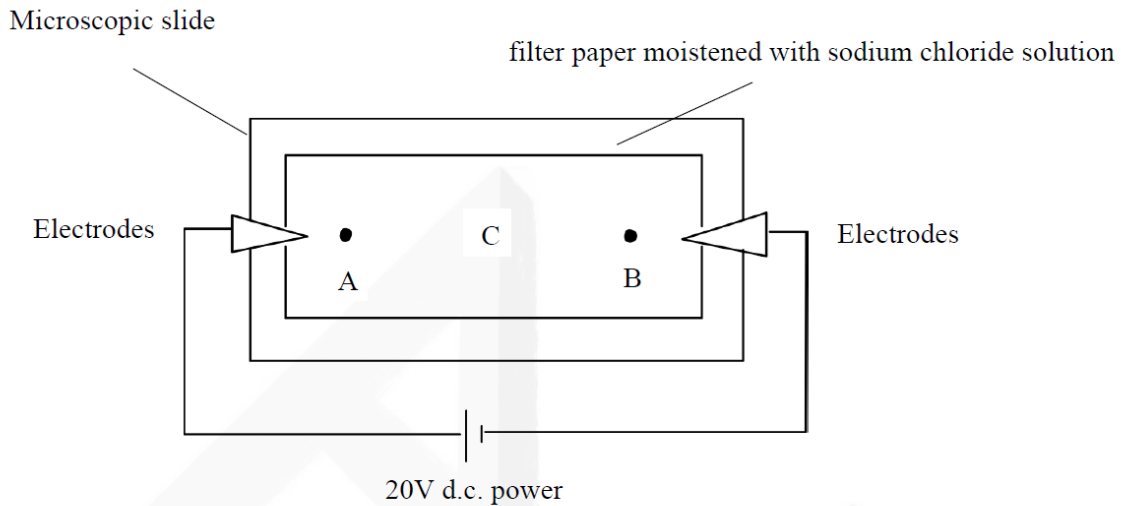 Microscopic slide
filter paper moistened with sodium chloride solution
Electrodes
C
Electrodes
A
B
20V d.c. power